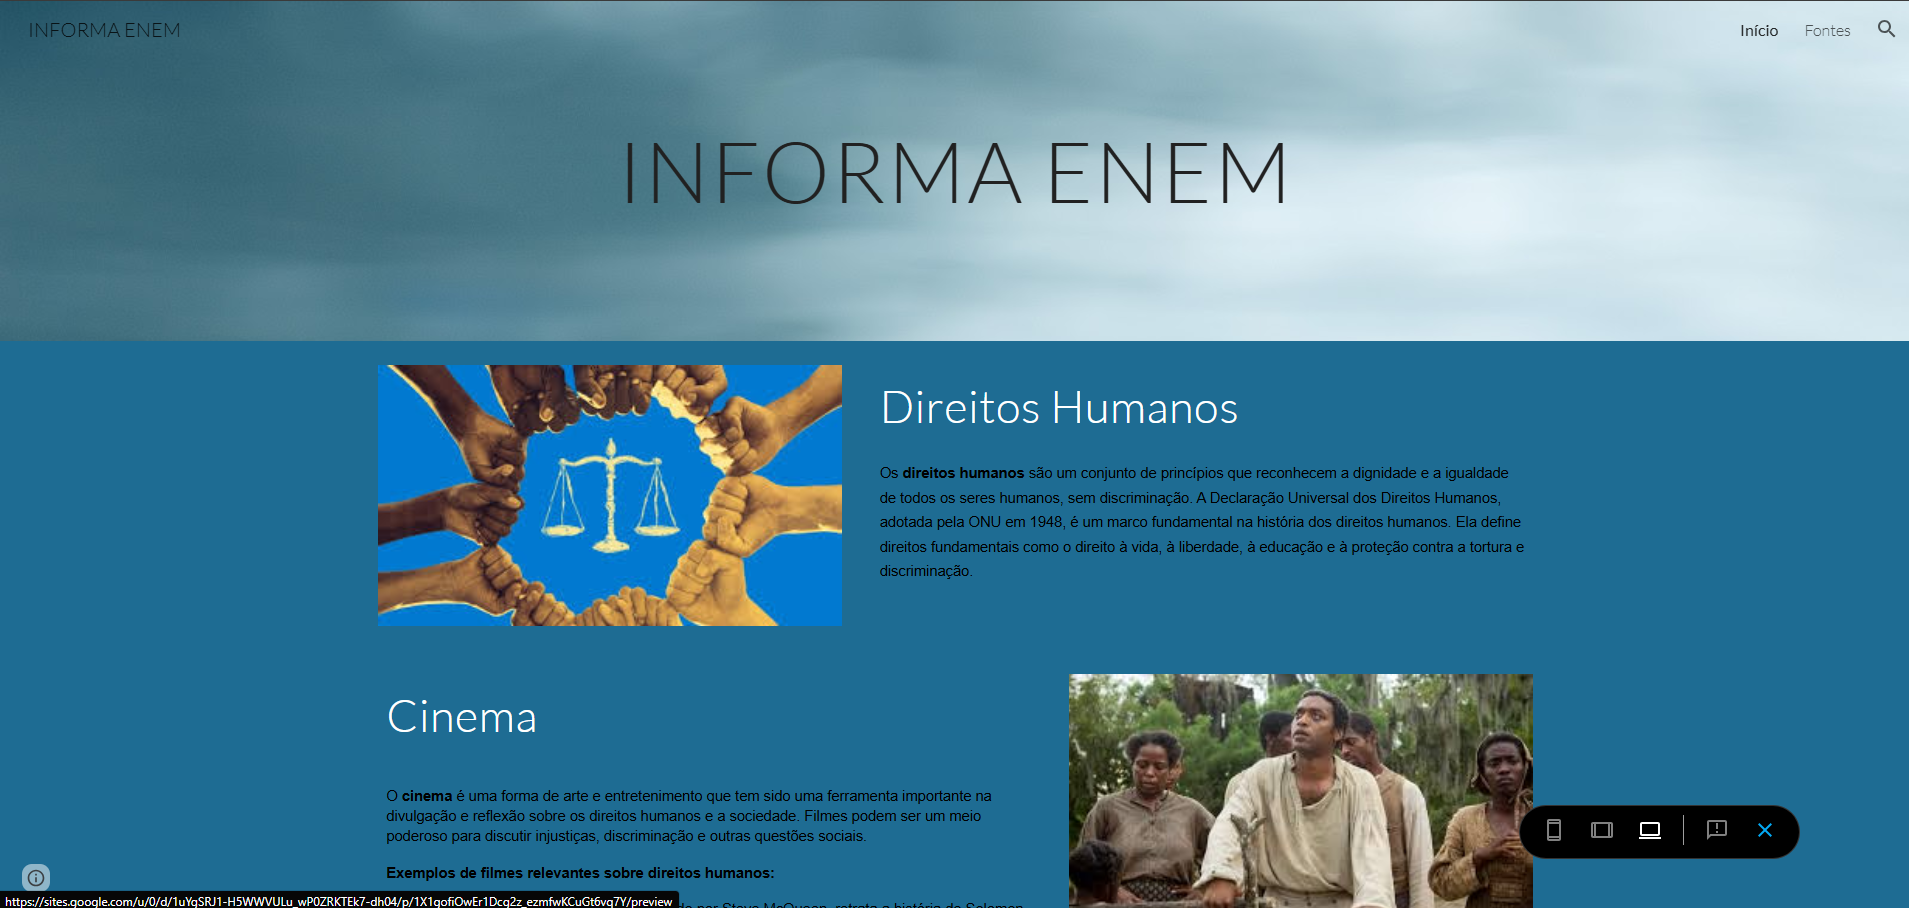 INFORMA ENEM
Início
Fontes
INFORMA ENEM
Direitos Humanos
Os direitos humanos são um conjunto de princípios que reconhecem a dignidade e a igualdade
de todos os seres humanos, sem discriminação. A Declaração Universal dos Direitos Humanos,
adotada pela ONU em 1948, é um marco fundamental na história dos direitos humanos. Ela define
direitos fundamentais como o direito à vida, à liberdade, à educação e à proteção contra a tortura e
discriminação.
Cinema
O cinema é uma forma de arte e entretenimento que tem sido uma ferramenta importante na
divulgação e reflexão sobre os direitos humanos e a sociedade. Filmes podem ser um meio
poderoso para discutir injustiças, discriminação e outras questões sociais.
Exemplos de filmes relevantes sobre direitos humanos:
por Steve McQueen, retrata a história de Solomon
https://sites.google.com/u/0/d/1uYqSRJ1-H5WWVULu_wP0ZRKTEk7-dh04/p/1X1gofiOwEr1Dcg2z_ezmfwKCuGt6vq7Y/preview